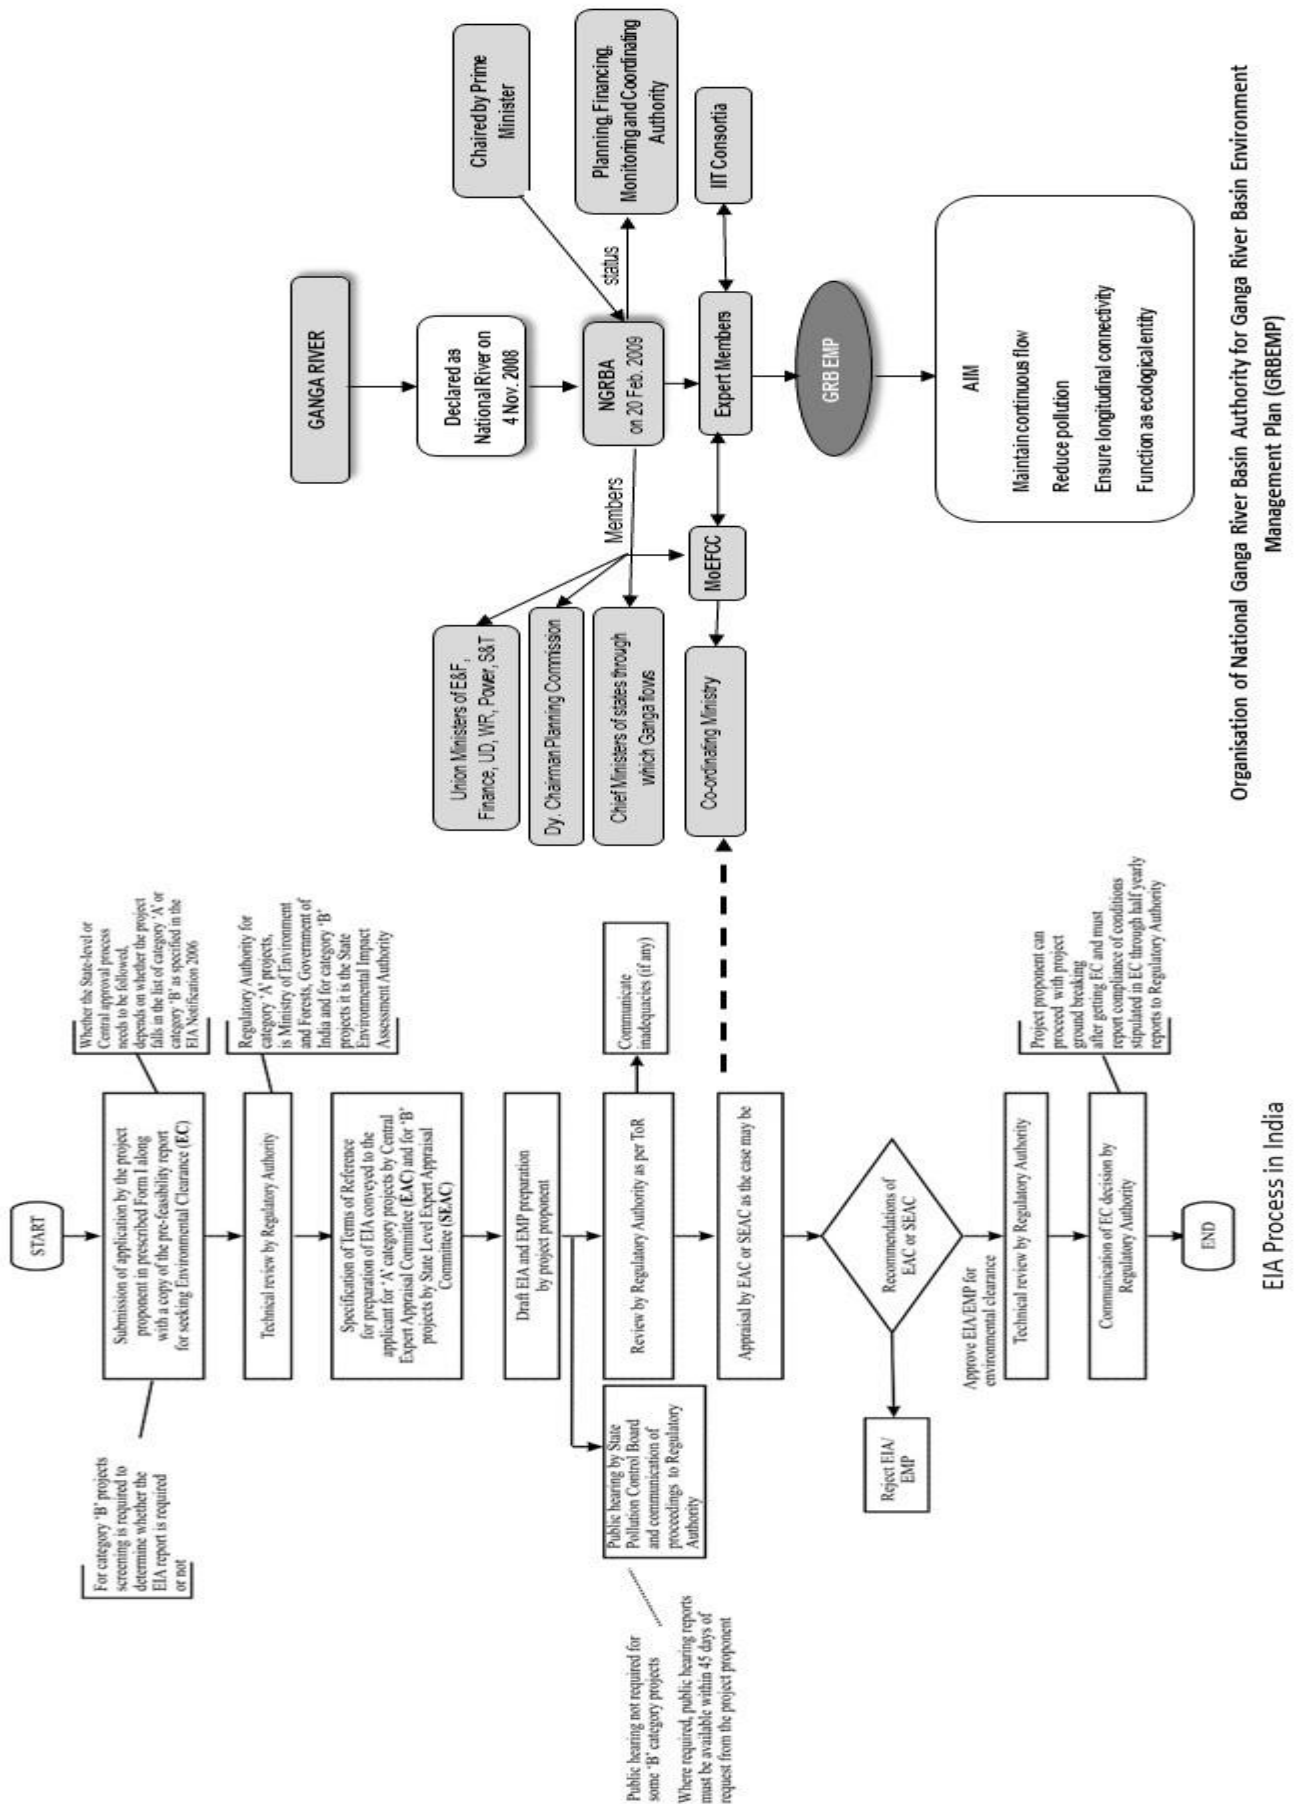 START
Submission of application by the project
proponent in prescribed Form I along
with a copy of the pre-feasibility report
for seeking Environmental Clearance (EC)
For category 'B' projects
screening is required to
determine whether the
EIA report is required
or not
Whether the State-level or
Central approval process
needs to be followed,
depends on whether the project
falls in the list of category 'A' or
category 'B' as specified in the
EIA Notification 2006
Technical review by Regulatory Authority
Regulatory Authority for
category 'A' projects,
is Ministry of Environment
and Forests, Government of
India and for category 'B'
projects it is the State
Environmental Impact
Assessment Authority
Specification of Terms of Reference
for preparation of EIA conveyed to the
applicant for 'A' category projects by Central
Expert Appraisal Committee (EAC) and for 'B'
projects by State Level Expert Appraisal
Committee (SEAC)
Draft EIA and EMP preparation
by project proponent
Public hearing by State
Pollution Control Board
and communication of
proceedings to Regulatory
Authority
Public hearing not required for
some 'B' category projects
Where required, public hearing reports
must be available within 45 days of
request from the project proponent
Review by Regulatory Authority as per ToR
Communicate
inadequacies (if any)
Appraisal by EAC or SEAC as the case may be
Recommendations of
EAC or SEAC
Reject EIA/
EMP
Approve EIA/EMP for
environmental clearance
Technical review by Regulatory Authority
Communication of EC decision by
Regulatory Authority
Project proponent can
proceed with project
ground breaking
after getting EC and must
report compliance of conditions
stipulated in EC through half yearly
reports to Regulatory Authority
END
EIA Process in India
GANGA RIVER
Declared as
National River on
4 Nov. 2008
Chaired by Prime
Minister
NGRBA
on 20 Feb. 2009
status
Planning, Financing,
Monitoring and Coordinating
Authority
Members
Union Ministers of E&F,
Finance, UD, WR, Power, S&T
Dy. Chairman Planning Commission
Chief Ministers of states through
which Ganga flows
Co-ordinating Ministry
MoEFCC
Expert Members
IIT Consortia
GRB EMP
AIM
Maintain continuous flow
Reduce pollution
Ensure longitudinal connectivity
Function as ecological entity
Organisation of National Ganga River Basin Authority for Ganga River Basin Environment
Management Plan (GRBEMP)